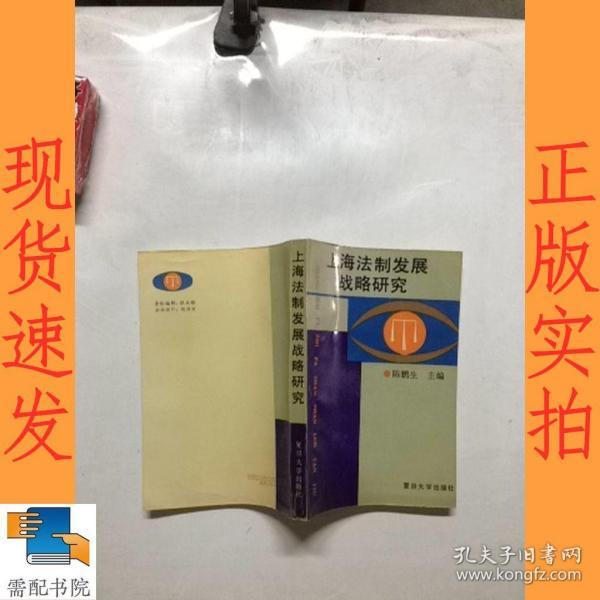 现货速发
正版实拍
上海法制发展
战略研究
陈鹏生 主编
复旦大学出版社
上海法制发展战略研究
复旦大学出版社
需配书院
孔夫子旧书网
www.kongfz.com